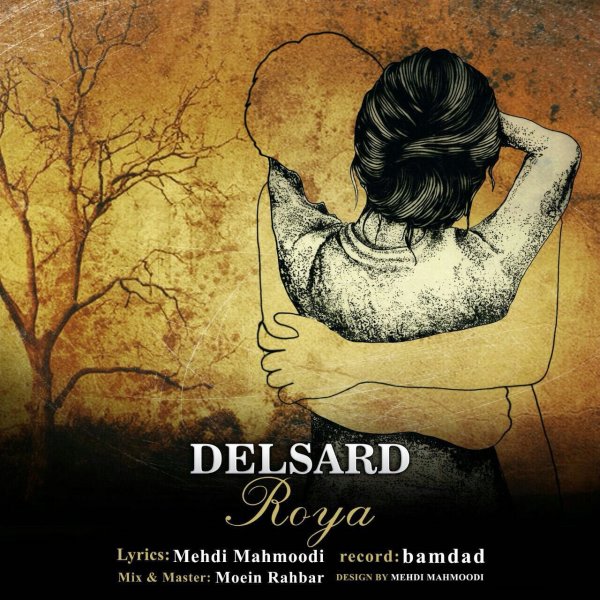 DELSARD
Roya
Lyrics: Mehdi Mahmoodi record: bamdad
Mix & Master: Moein Rahbar DESIGN BY MEHDI MAHMOODI